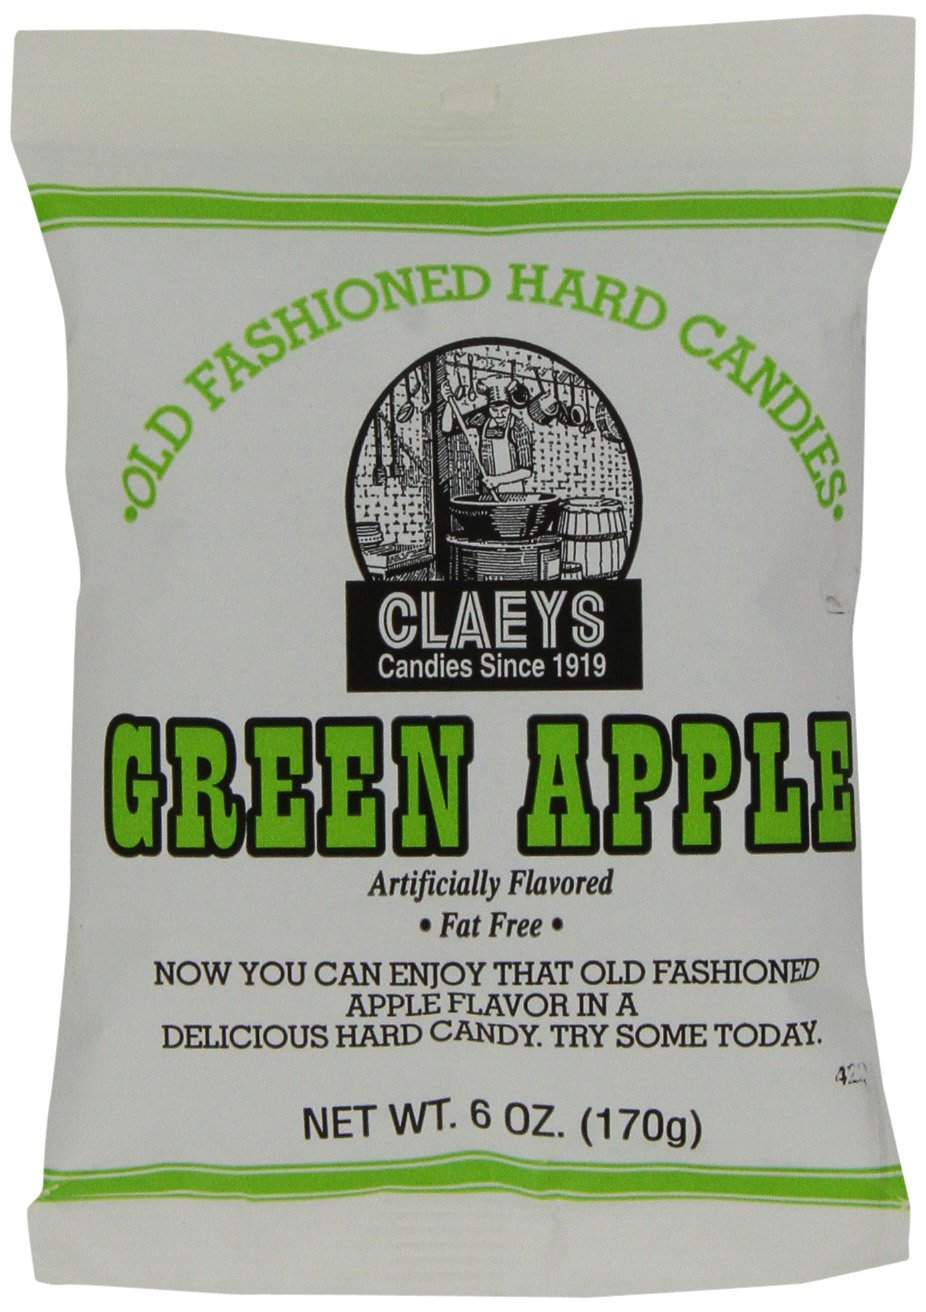 •OLD FASHIONED HARD CANDIES•
CLAEYS
Candies Since 1919
GREEN APPLE
Artificially Flavored
• Fat Free •
NOW YOU CAN ENJOY THAT OLD FASHIONED
APPLE FLAVOR IN A
DELICIOUS HARD CANDY. TRY SOME TODAY.
NET WT. 6 OZ. (170g)